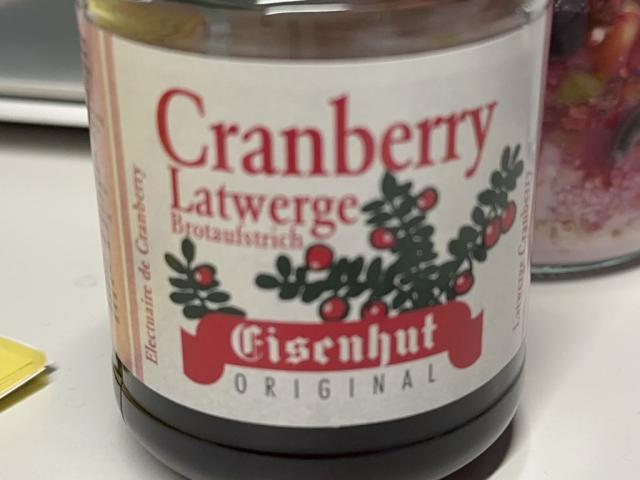 Cranberry
Latwerge
Brotaufstrich
Eisenhut
ORIGINAL
Electuaire de Cranberry
Latwerge Cranberry